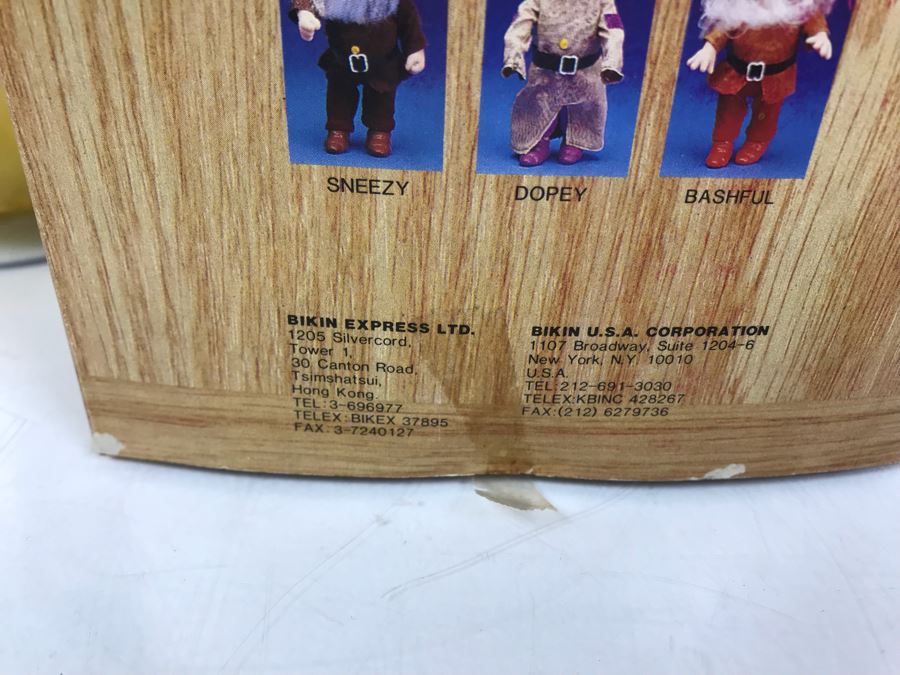 SNEEZY
DOPEY
BASHFUL
BIKIN EXPRESS LTD.
1205 Silvercord,
Tower 1,
30 Canton Road,
Tsimshatsui,
Hong Kong.
TEL:3-696977
TELEX:BIKEX 37895
FAX: 3-7240127
BIKIN U.S.A. CORPORATION
1107 Broadway, Suite 1204-6
New York, N.Y 10010
U.S.A.
TEL:212-691-3030
TELEX:KBINC 428267
FAX:(212) 6279736